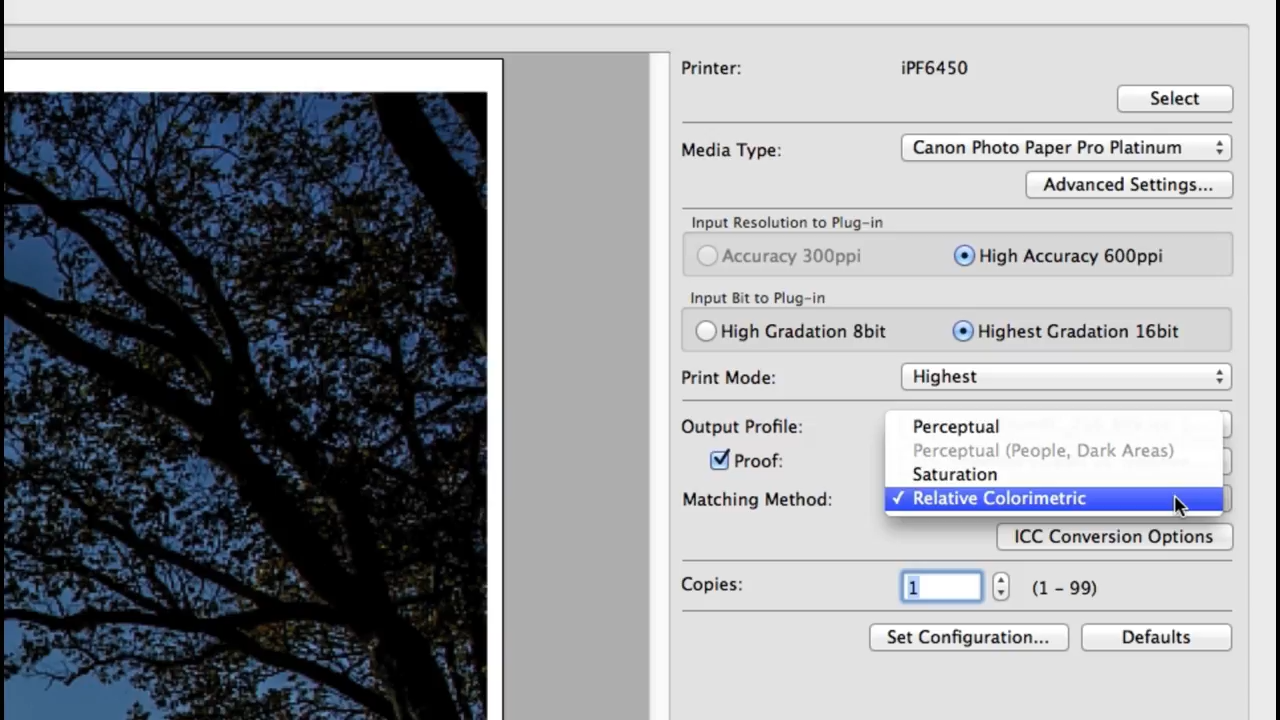 Printer: iPF6450
Select
Media Type: Canon Photo Paper Pro Platinum
Advanced Settings...
Input Resolution to Plug-in
Accuracy 300ppi High Accuracy 600ppi
Input Bit to Plug-in
High Gradation 8bit Highest Gradation 16bit
Print Mode: Highest
Output Profile: Perceptual
Perceptual (People, Dark Areas)
Proof:
Saturation
Matching Method: ✓ Relative Colorimetric
ICC Conversion Options
Copies: 1 (1 – 99)
Set Configuration... Defaults